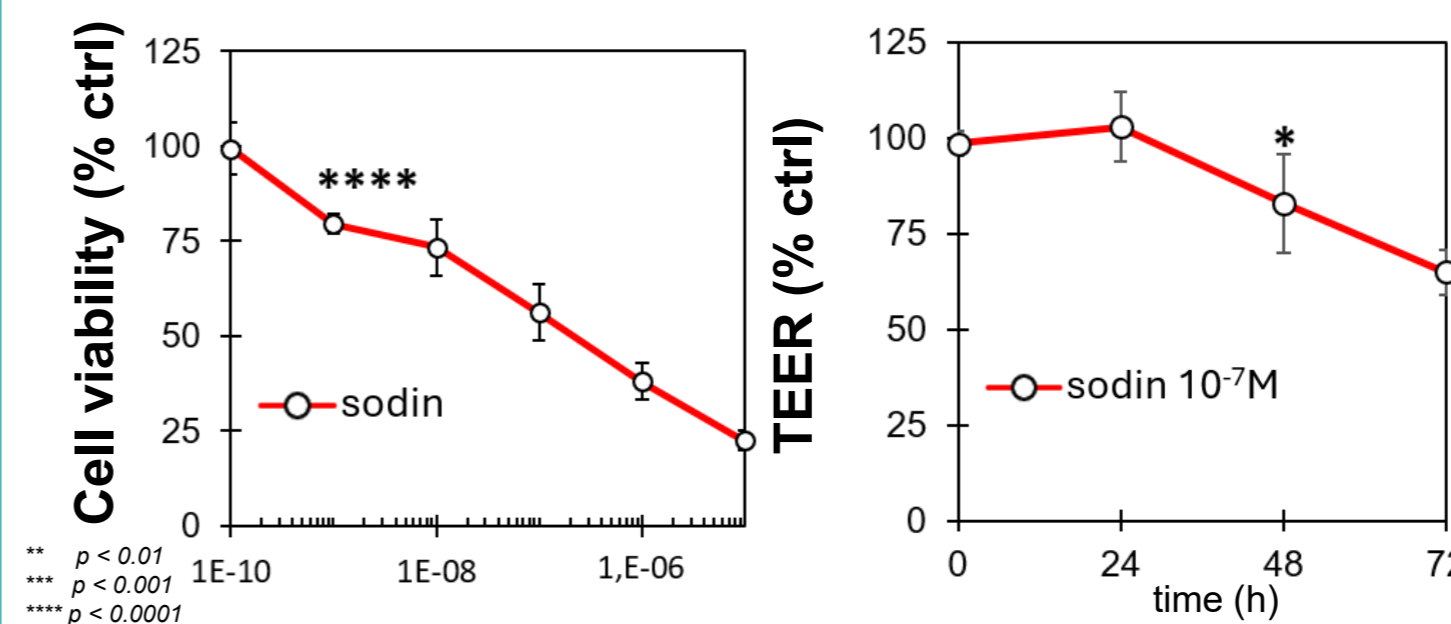 Cell viability (% ctrl)
125
100
75
50
25
0
****
sodin
1E-10
1E-08
1,E-06
** p < 0.01
*** p < 0.001
**** p < 0.0001
TEER (% ctrl)
125
100
75
50
25
0
*
sodin 10⁻⁷M
0
24
48
72
time (h)